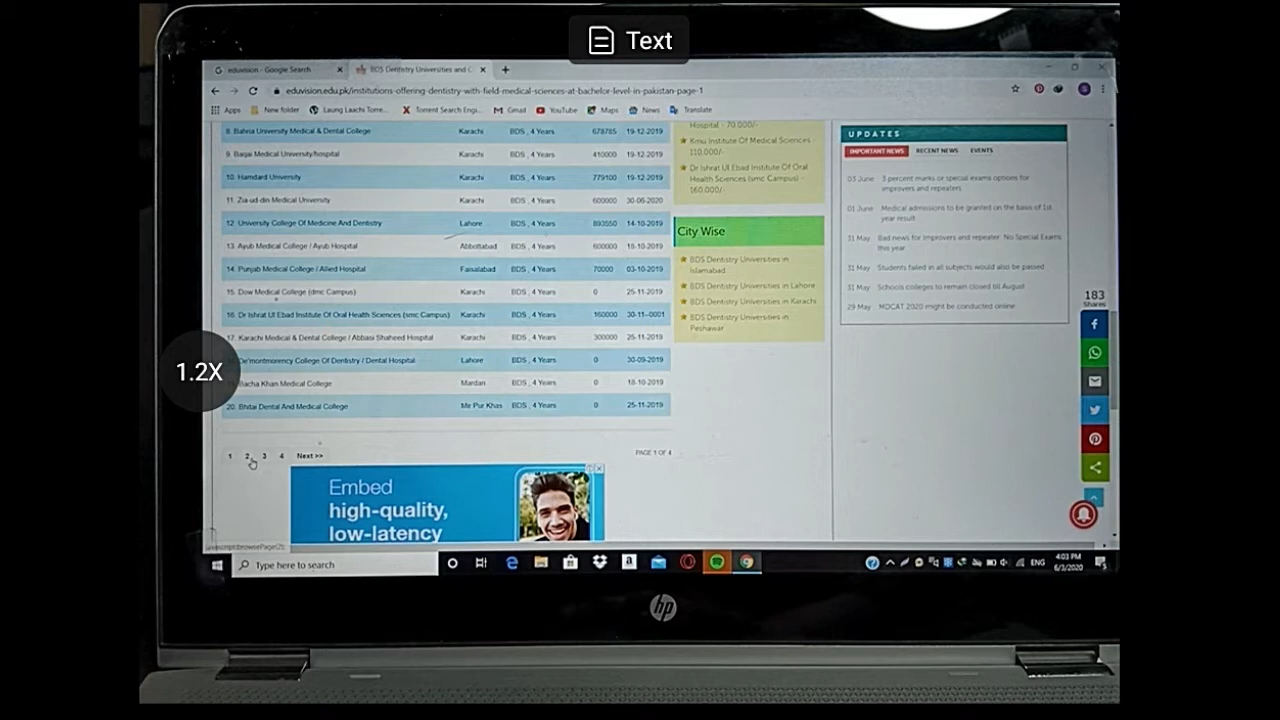 Text
eduvision - Google Search
BDS Dentistry Universities and C
eduvision.edu.pk/institutions-offering-dentistry-with-field-medical-sciences-at-bachelor-level-in-pakistan-page-1
Apps New folder Laung Laachi Torre... Torrent Search Engi... Gmail YouTube Maps News Translate
8. Bahria University Medical & Dental College Karachi BDS , 4 Years 678785 19-12-2019
9. Baqai Medical University/hospital Karachi BDS , 4 Years 410000 19-12-2019
10. Hamdard University Karachi BDS , 4 Years 779100 19-12-2019
11. Zia-ud-din Medical University Karachi BDS , 4 Years 600000 30-06-2020
12. University College Of Medicine And Dentistry Lahore BDS , 4 Years 893550 14-10-2019
13. Ayub Medical College / Ayub Hospital Abbottabad BDS , 4 Years 600000 18-10-2019
14. Punjab Medical College / Allied Hospital Faisalabad BDS , 4 Years 70000 03-10-2019
15. Dow Medical College (dmc Campus) Karachi BDS , 4 Years 0 25-11-2019
16. Dr Ishrat Ul Ebad Institute Of Oral Health Sciences (smc Campus) Karachi BDS , 4 Years 160000 30-11--0001
17. Karachi Medical & Dental College / Abbasi Shaheed Hospital Karachi BDS , 4 Years 300000 25-11-2019
De'montmorency College Of Dentistry / Dental Hospital Lahore BDS , 4 Years 0 30-09-2019
Bacha Khan Medical College Mardan BDS , 4 Years 0 18-10-2019
20. Bhitai Dental And Medical College Mir Pur Khas BDS , 4 Years 0 25-11-2019
1 2 3 4 Next >>
PAGE 1 OF 4
Hospital - 70,000/-
Kmu Institute Of Medical Sciences -
110,000/-
Dr Ishrat Ul Ebad Institute Of Oral
Health Sciences (smc Campus) -
160,000/-
City Wise
BDS Dentistry Universities in
Islamabad
BDS Dentistry Universities in Lahore
BDS Dentistry Universities in Karachi
BDS Dentistry Universities in
Peshawar
UPDATES
IMPORTANT NEWS RECENT NEWS EVENTS
03 June 3 percent marks or special exams options for
improvers and repeaters
01 June Medical admissions to be granted on the basis of 1st
year result
31 May Bad news for Improvers and repeater: No Special Exams
this year
31 May Students failed in all subjects would also be passed
31 May Schools colleges to remain closed till August
29 May MDCAT 2020 might be conducted online
183
Shares
1.2X
Embed
high-quality,
low-latency
Type here to search
ENG
4:03 PM
6/3/2020
hp